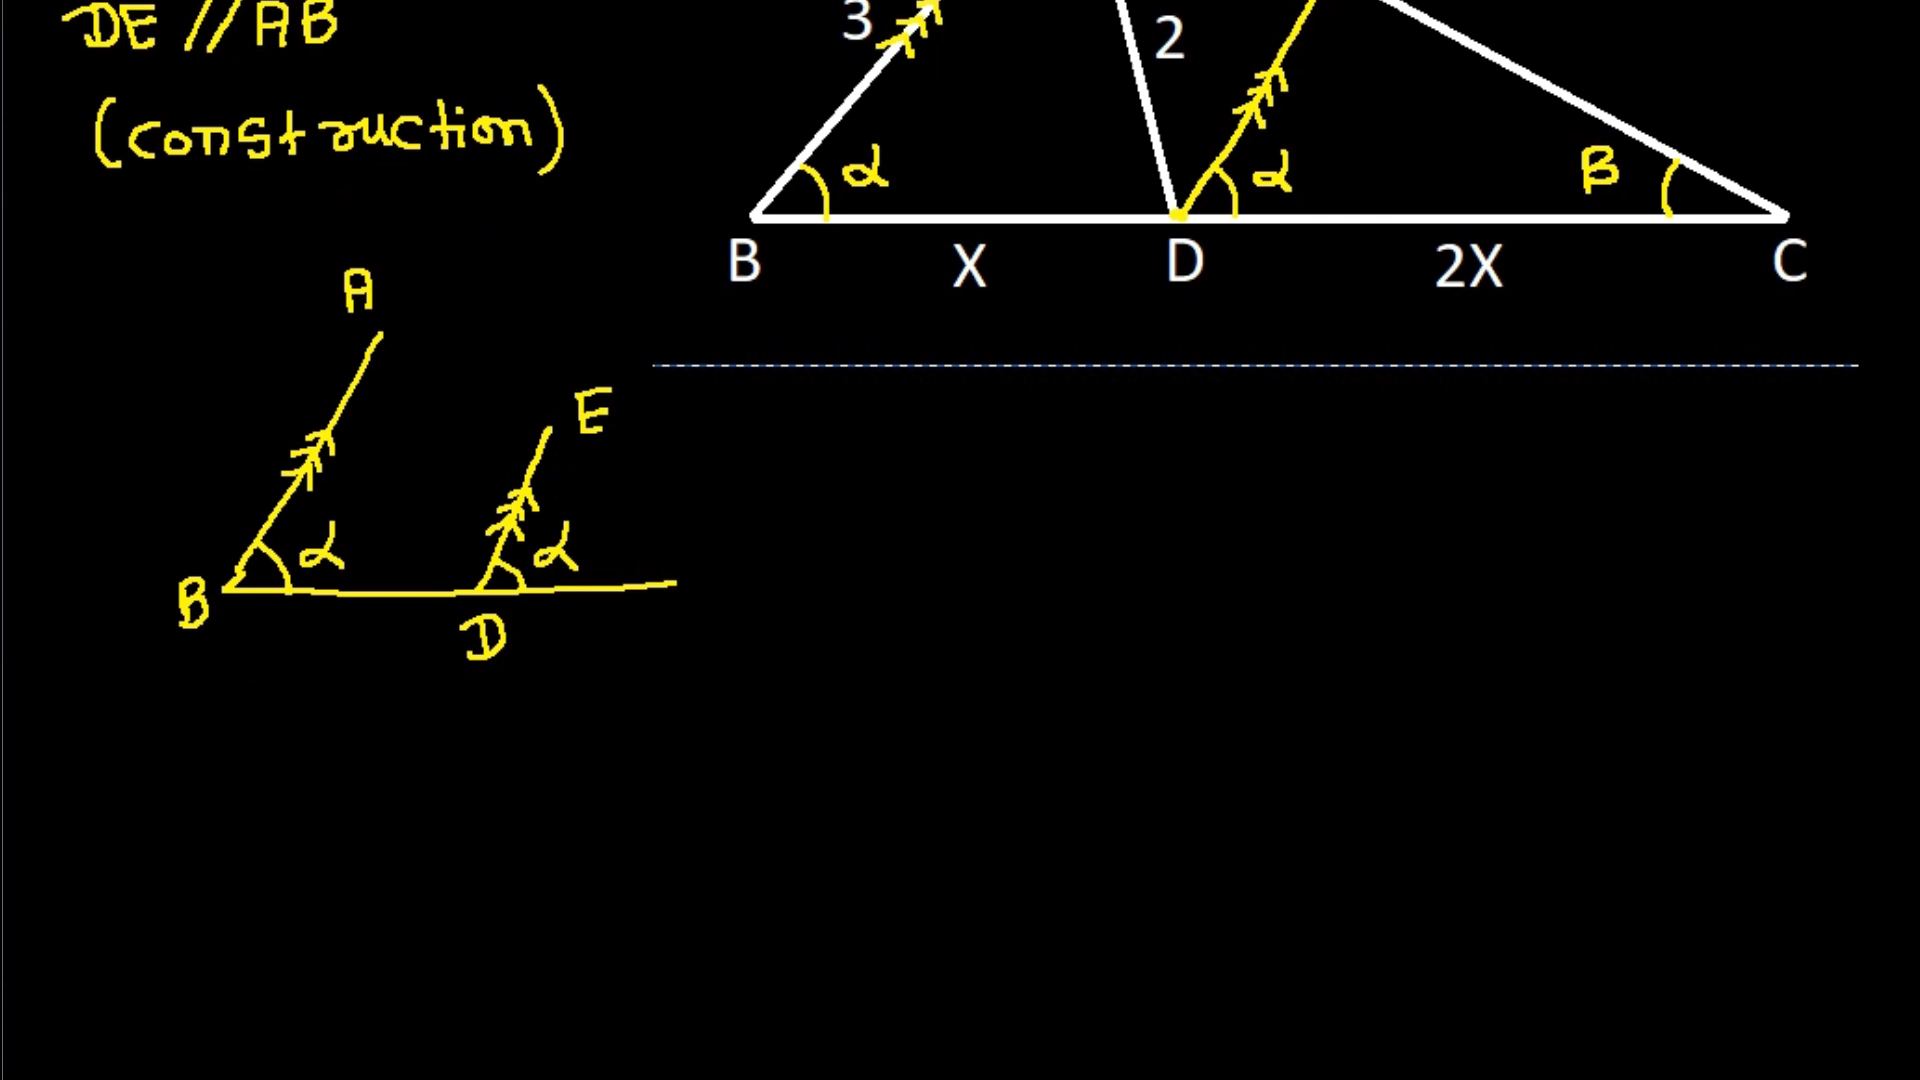 DE // AB
(construction)
3
2
α
α
B
B
X
D
2X
C
A
E
α
α
B
D